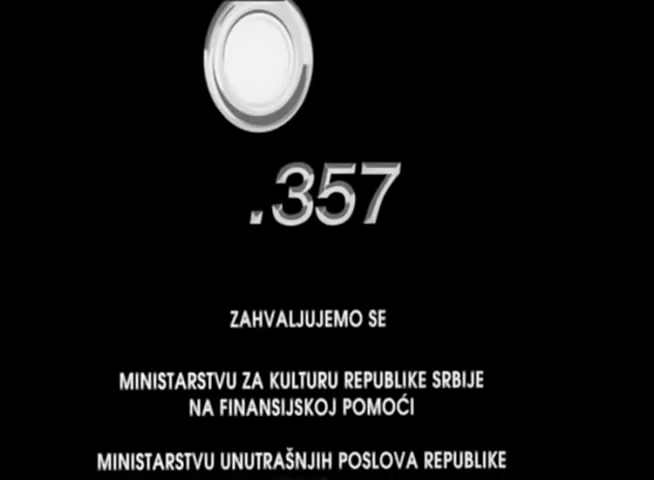 .357
ZAHVALJUJEMO SE
MINISTARSTVU ZA KULTURU REPUBLIKE SRBIJE
NA FINANSIJSKOJ POMOĆI
MINISTARSTVU UNUTRAŠNJIH POSLOVA REPUBLIKE